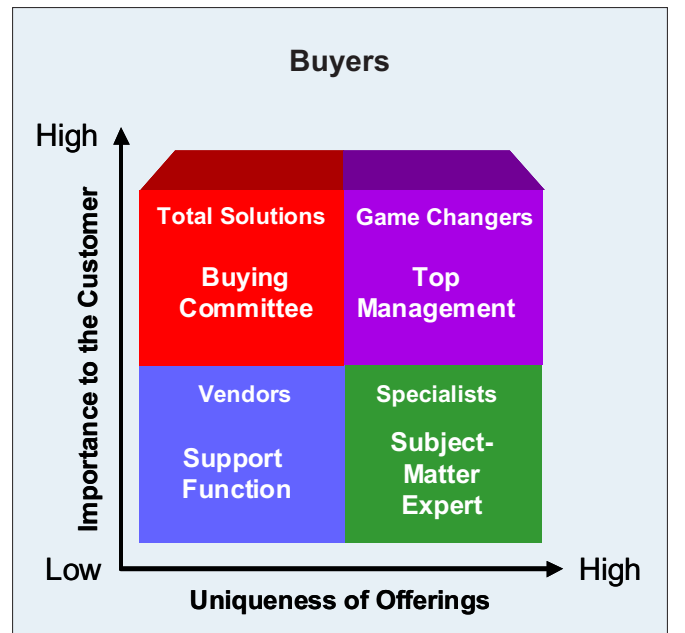 Buyers
High
Importance to the Customer
Total Solutions
Buying
Committee
Game Changers
Top
Management
Vendors
Support
Function
Specialists
Subject-
Matter
Expert
Low
High
Uniqueness of Offerings